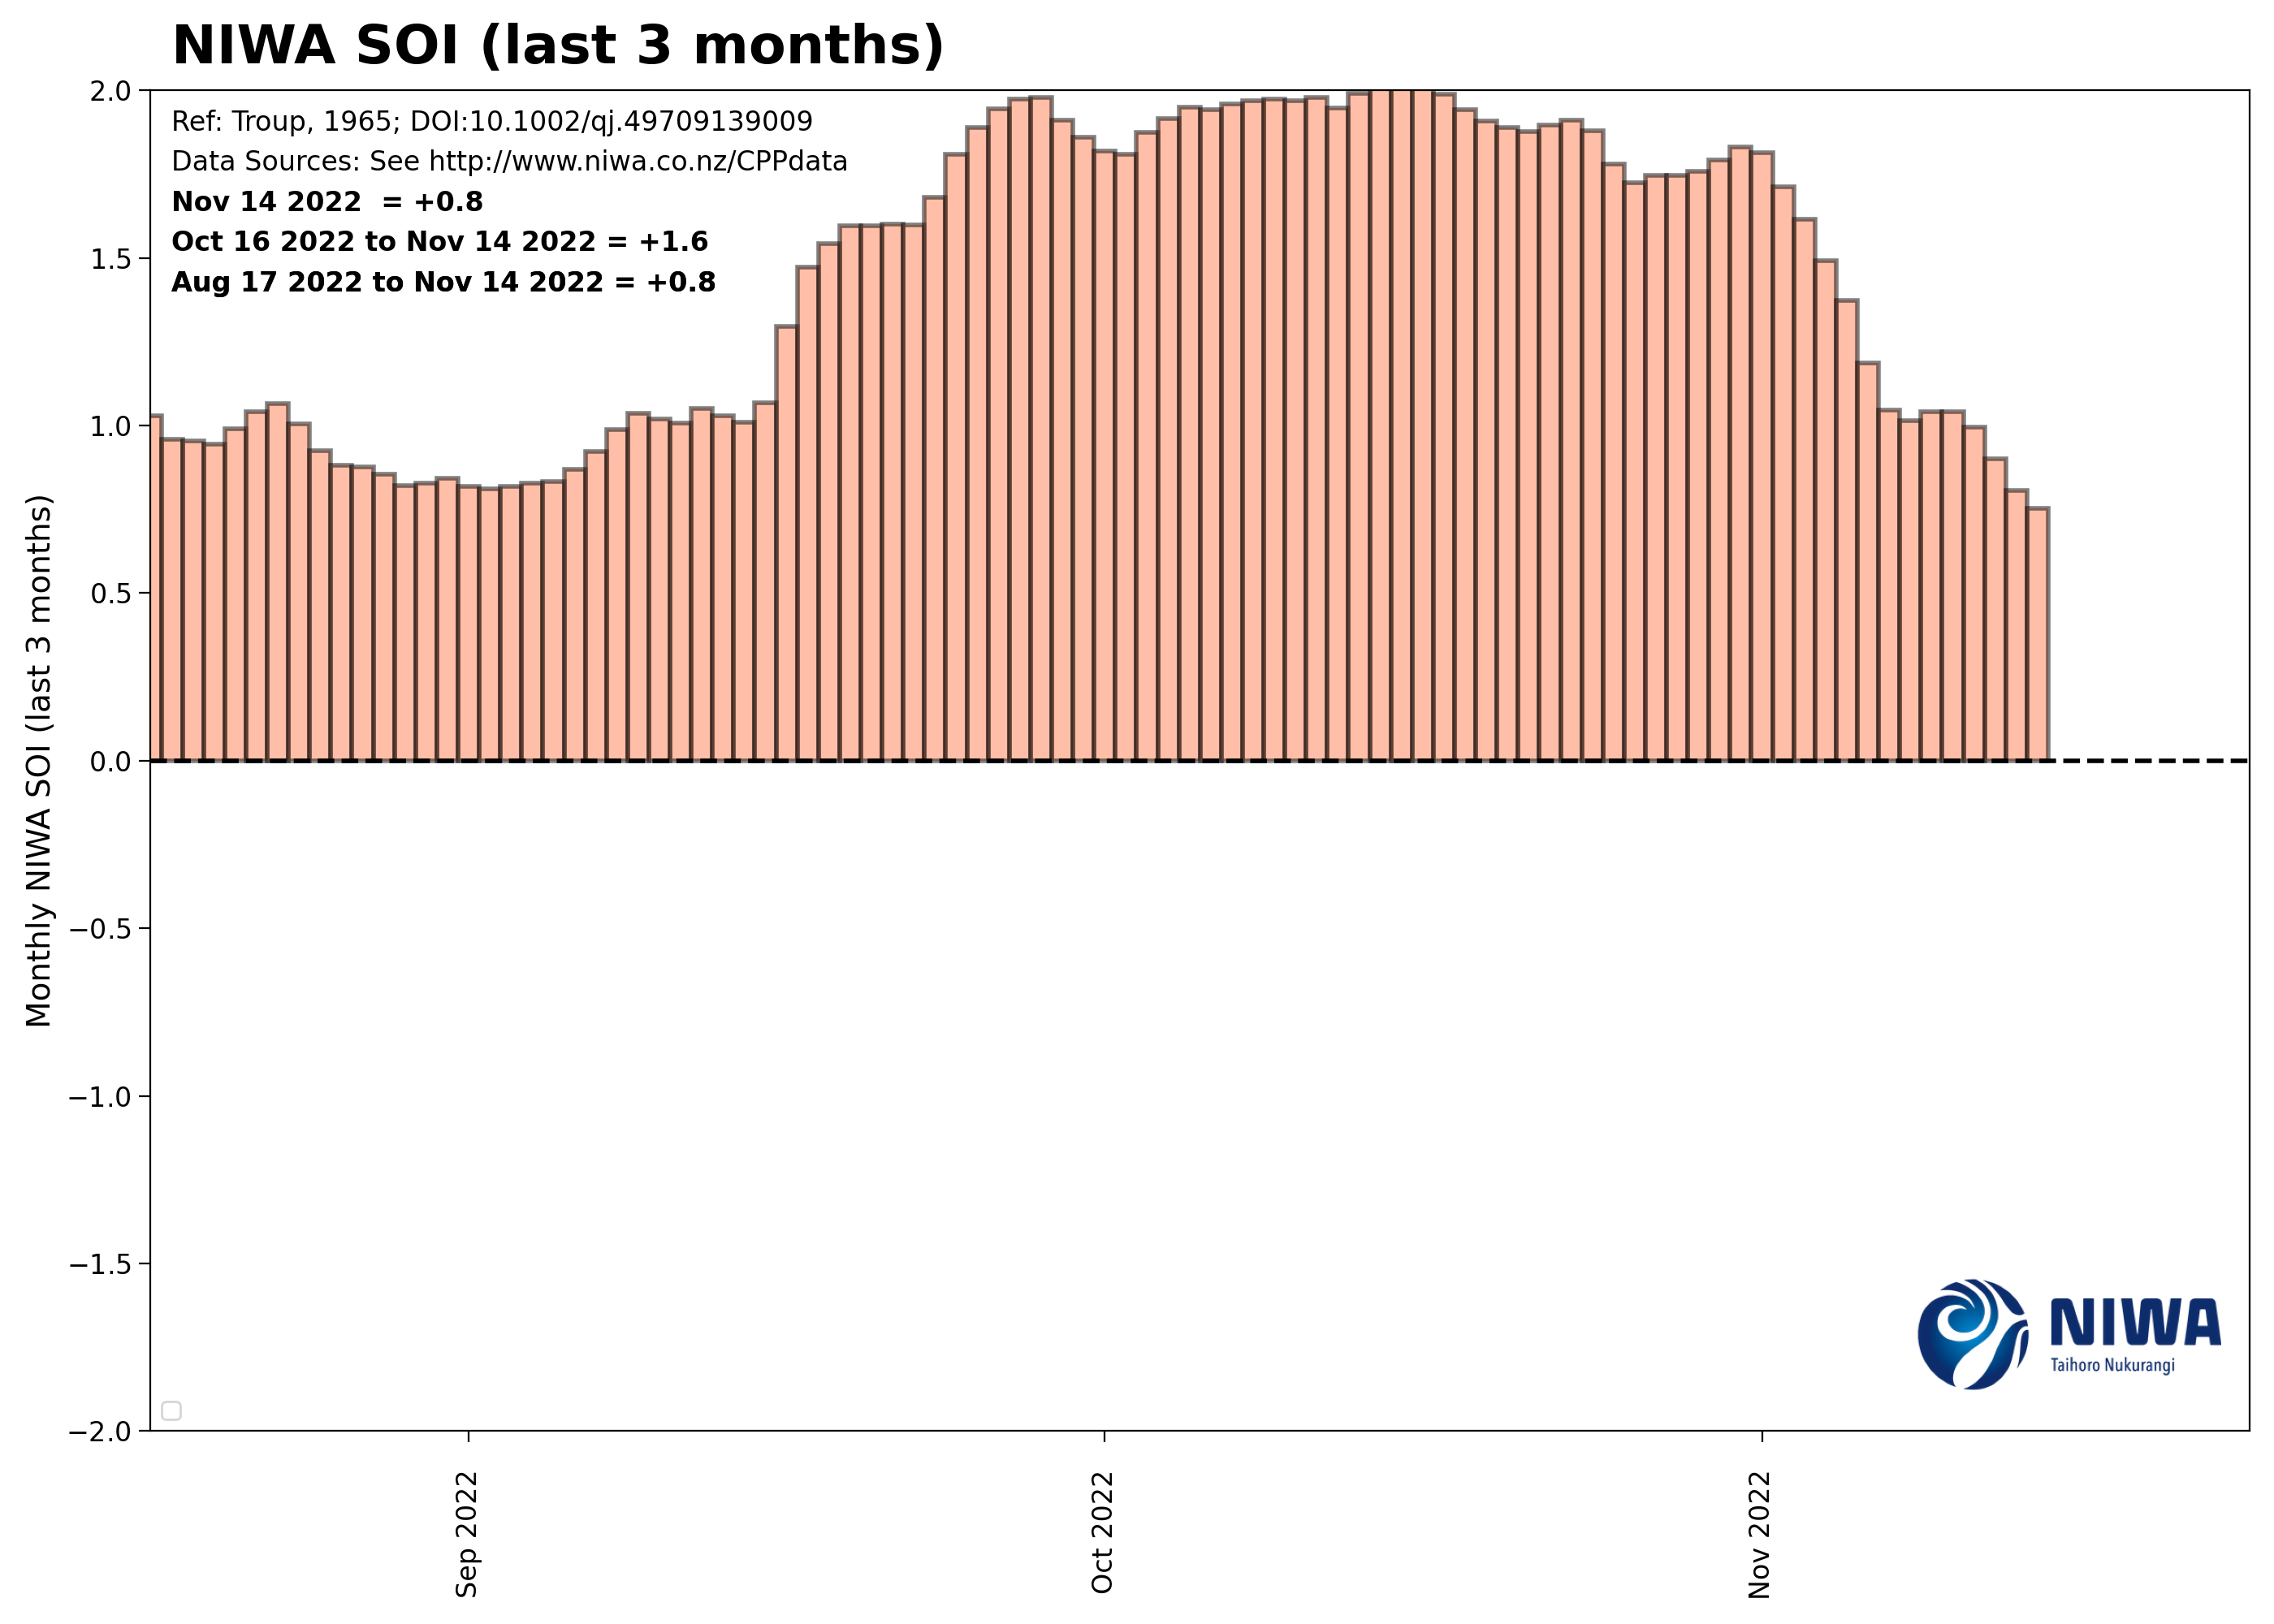 NIWA SOI (last 3 months)
Ref: Troup, 1965; DOI:10.1002/qj.49709139009
Data Sources: See http://www.niwa.co.nz/CPPdata
Nov 14 2022 = +0.8
Oct 16 2022 to Nov 14 2022 = +1.6
Aug 17 2022 to Nov 14 2022 = +0.8
Monthly NIWA SOI (last 3 months)
2.0
1.5
1.0
0.5
0.0
−0.5
−1.0
−1.5
−2.0
Sep 2022
Oct 2022
Nov 2022
NIWA
Taihoro Nukurangi